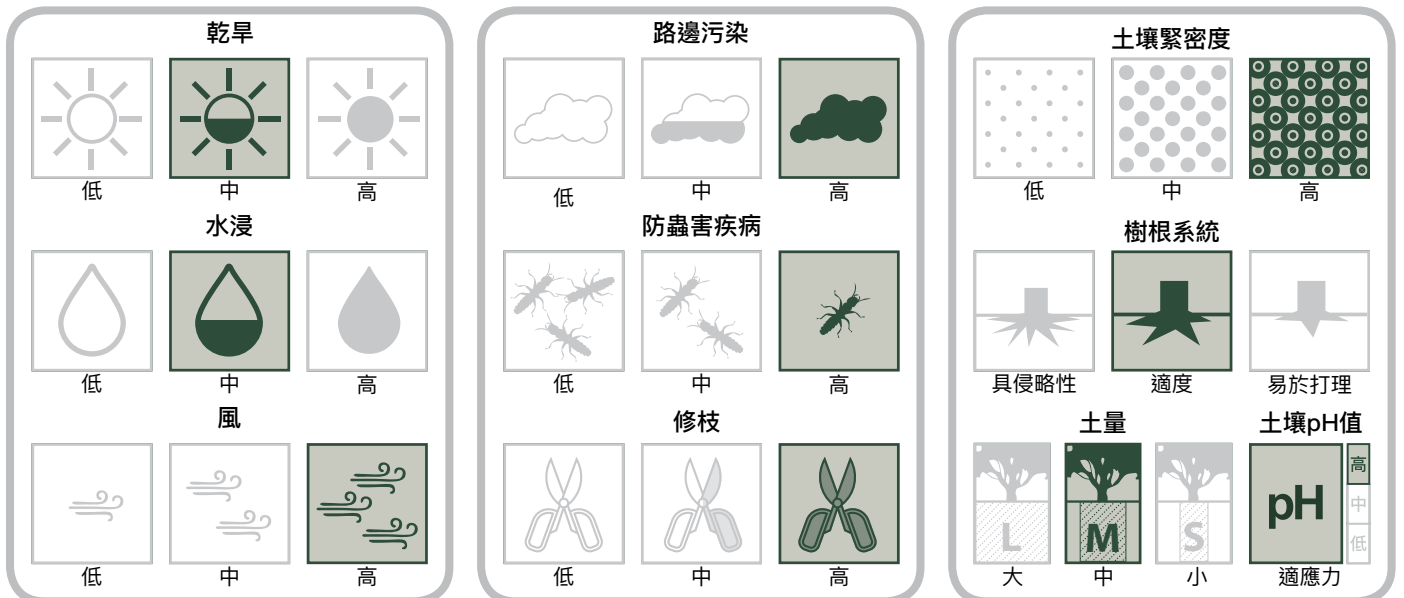 乾旱
低 中 高
水浸
低 中 高
風
低 中 高
路邊污染
低 中 高
防蟲害疾病
低 中 高
修枝
低 中 高
土壤緊密度
低 中 高
樹根系統
具侵略性 適度 易於打理
土量 土壤pH值
L M S pH 高 中 低
大 中 小 適應力